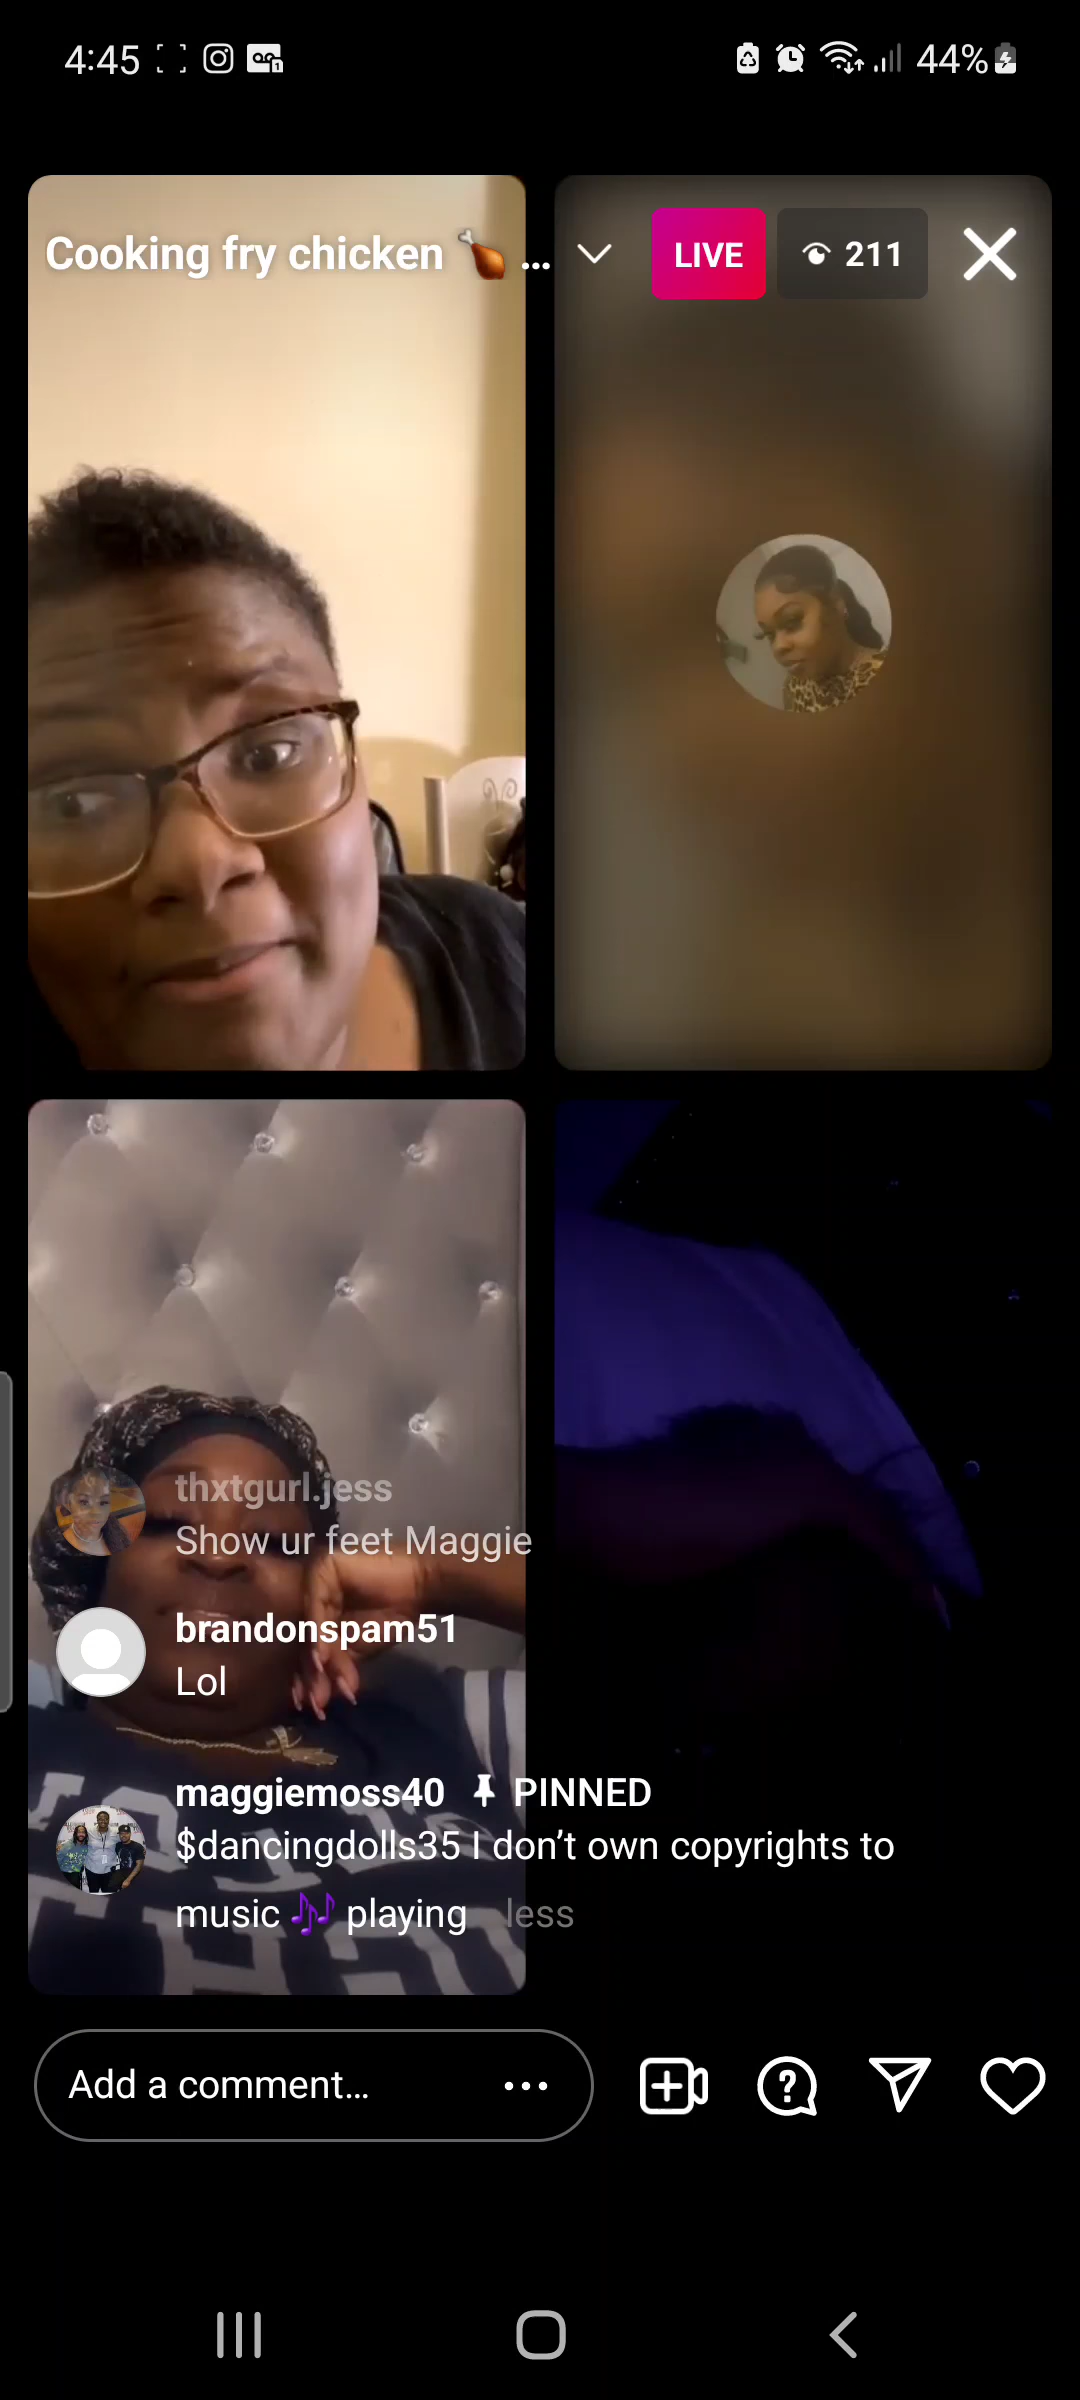 4:45
44%
Cooking fry chicken 🍗 ...
LIVE
211
thxtgurl.jess
Show ur feet Maggie
brandonspam51
Lol
maggiemoss40 📌 PINNED
$dancingdolls35 I don’t own copyrights to
music 🎶 playing less
Add a comment...